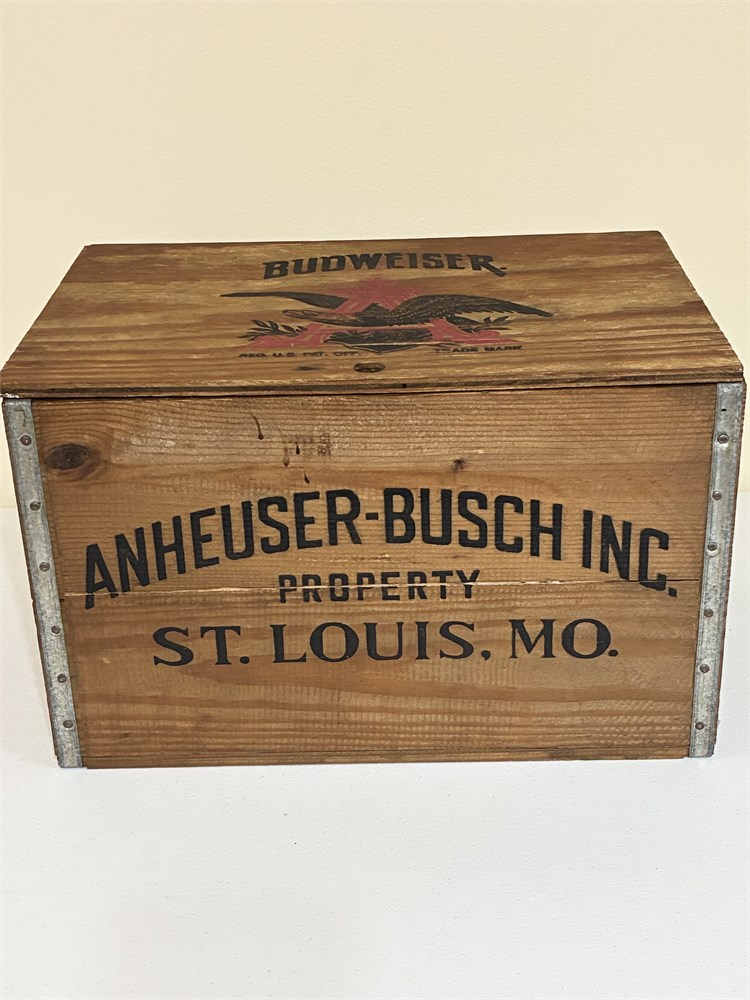 BUDWEISER.
REG. U.S. PAT. OFF. TRADE MARK
ANHEUSER-BUSCH INC.
PROPERTY
ST. LOUIS, MO.